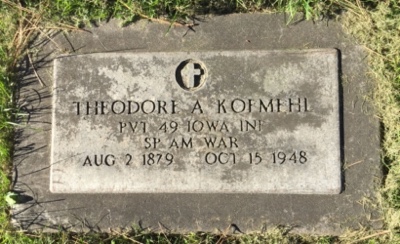 THEODORE A KOFMEHL
PVT 49 IOWA INF
SP AM WAR
AUG 2 1879 OCT 15 1948